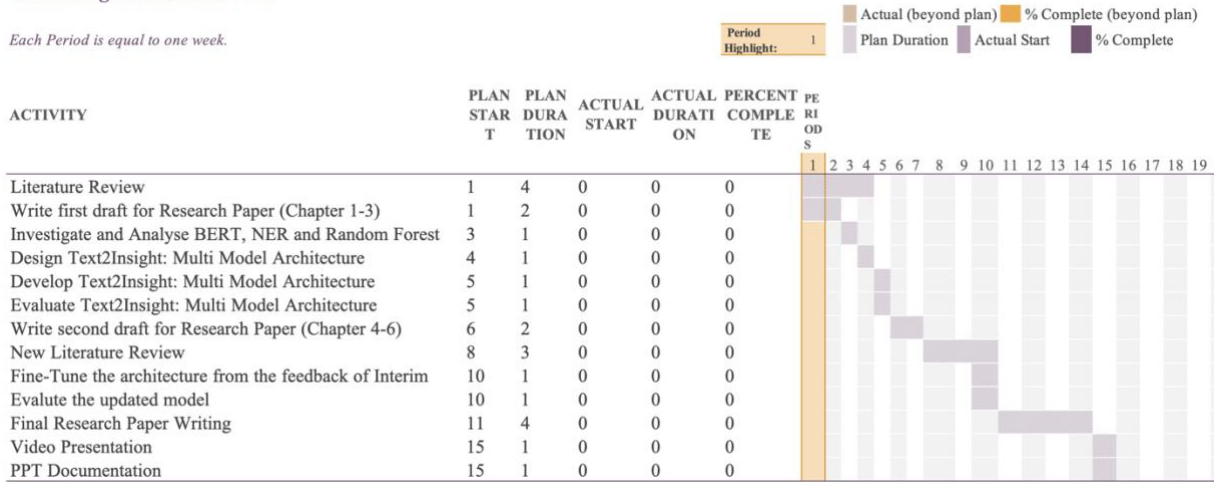 Actual (beyond plan) % Complete (beyond plan)
Each Period is equal to one week.
Period Highlight: 1
Plan Duration Actual Start % Complete
ACTIVITY PLAN START PLAN DURATION ACTUAL START ACTUAL DURATION PERCENT COMPLETE PERIODS
1 2 3 4 5 6 7 8 9 10 11 12 13 14 15 16 17 18 19
Literature Review 1 4 0 0 0
Write first draft for Research Paper (Chapter 1-3) 1 2 0 0 0
Investigate and Analyse BERT, NER and Random Forest 3 1 0 0 0
Design Text2Insight: Multi Model Architecture 4 1 0 0 0
Develop Text2Insight: Multi Model Architecture 5 1 0 0 0
Evaluate Text2Insight: Multi Model Architecture 5 1 0 0 0
Write second draft for Research Paper (Chapter 4-6) 6 2 0 0 0
New Literature Review 8 3 0 0 0
Fine-Tune the architecture from the feedback of Interim 10 1 0 0 0
Evalute the updated model 10 1 0 0 0
Final Research Paper Writing 11 4 0 0 0
Video Presentation 15 1 0 0 0
PPT Documentation 15 1 0 0 0